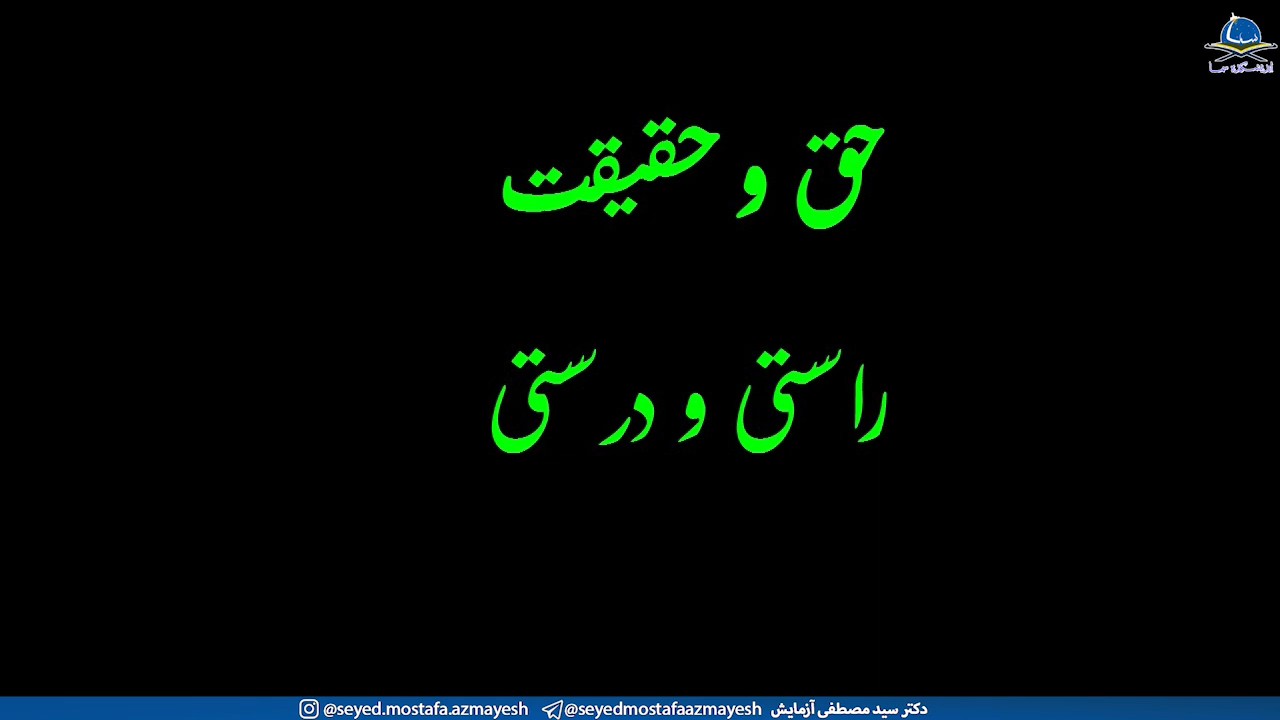 حق و حقیقت
راستی و درستی
@seyed.mostafa.azmayesh @seyedmostafaazmayesh دکتر سید مصطفی آزمایش